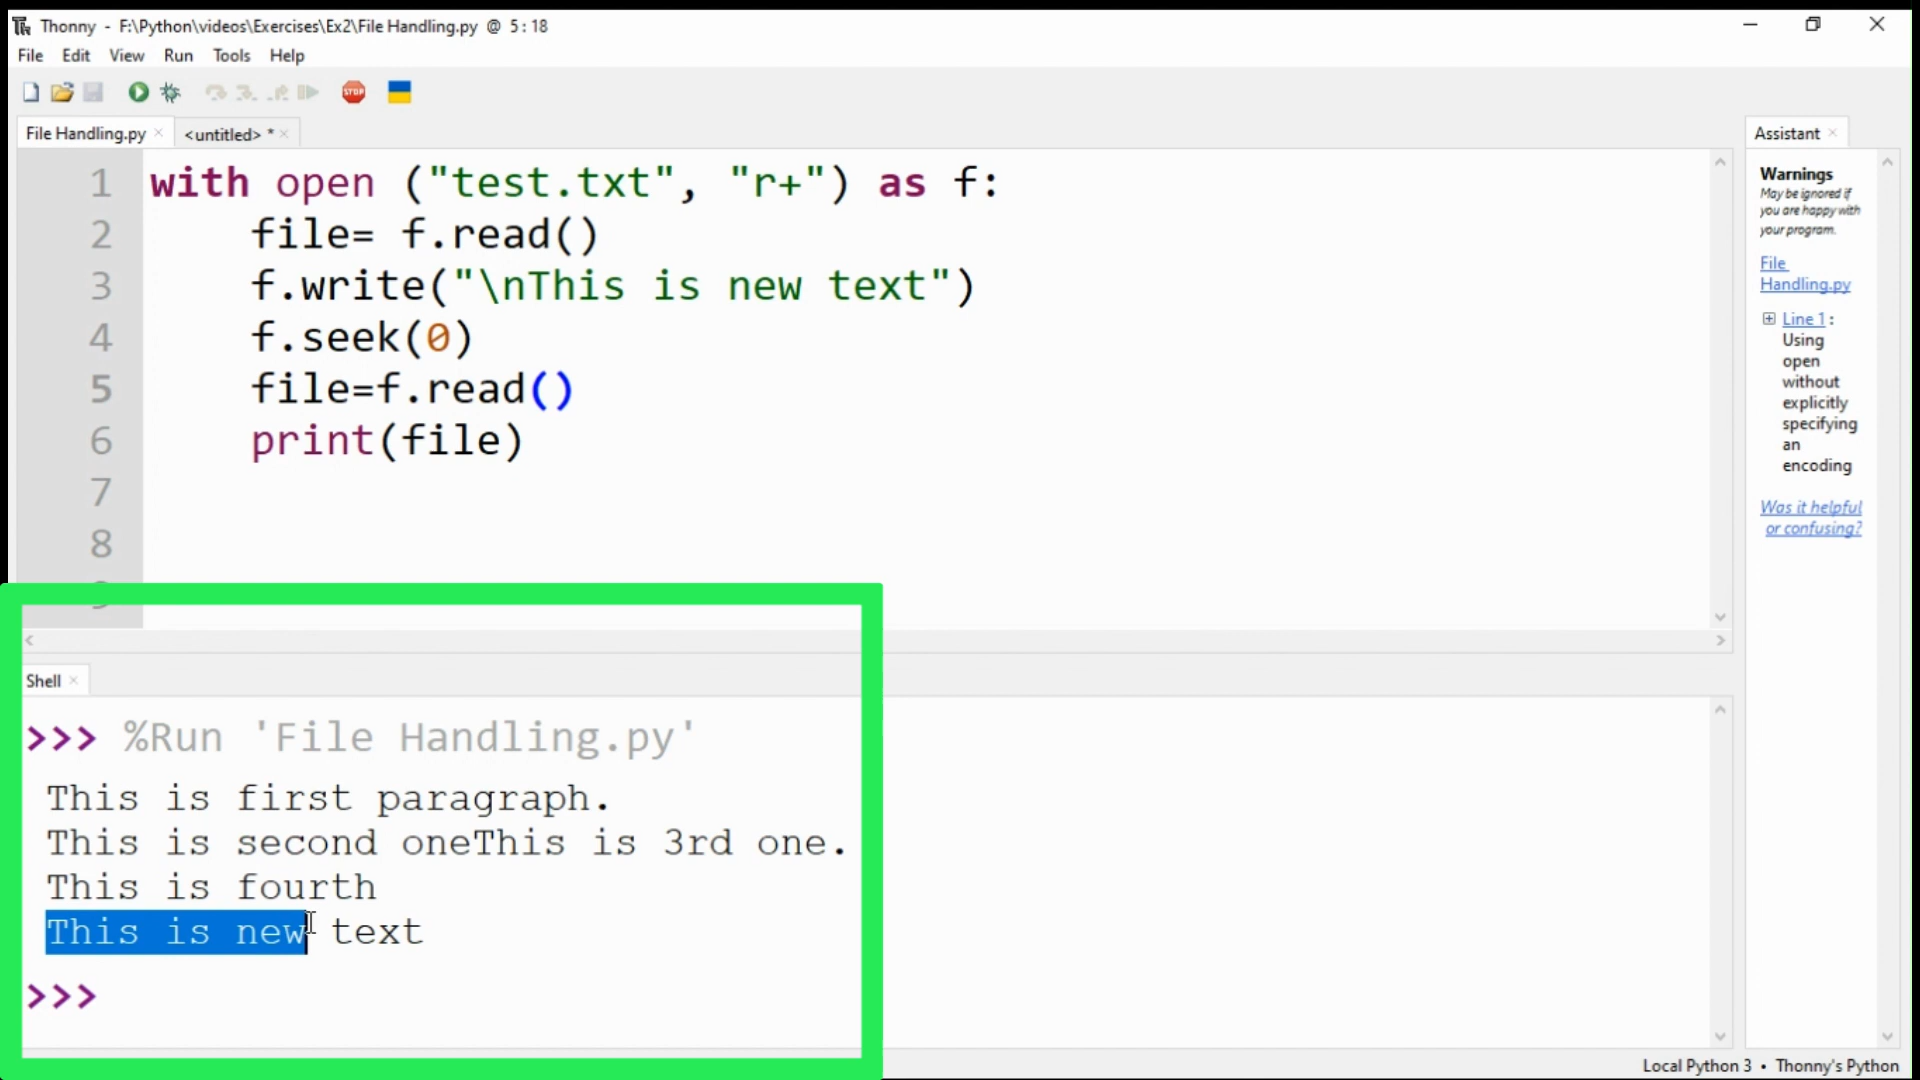 Thonny - F:\Python\videos\Exercises\Ex2\File Handling.py @ 5:18
File Edit View Run Tools Help
STOP
File Handling.py × <untitled> * ×
1 with open ("test.txt", "r+") as f:
2     file= f.read()
3     f.write("\nThis is new text")
4     f.seek(0)
5     file=f.read()
6     print(file)
7
8
Shell ×
>>> %Run 'File Handling.py'
This is first paragraph.
This is second oneThis is 3rd one.
This is fourth
This is new text
>>>
Assistant ×
Warnings
May be ignored if
you are happy with
your program.
File
Handling.py
Line 1 :
Using
open
without
explicitly
specifying
an
encoding
Was it helpful
or confusing?
Local Python 3 • Thonny's Python